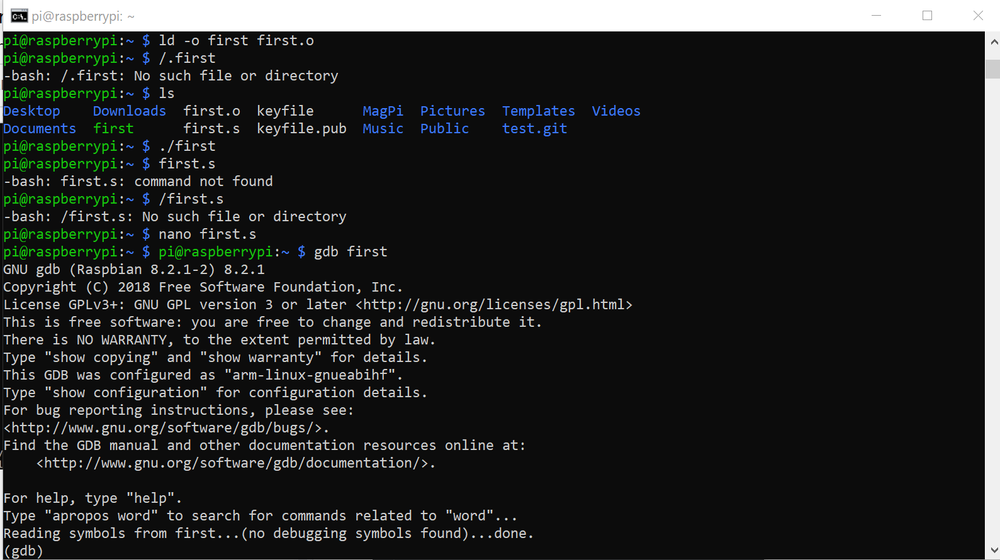 pi@raspberrypi: ~
pi@raspberrypi:~ $ ld -o first first.o
pi@raspberrypi:~ $ /.first
-bash: /.first: No such file or directory
pi@raspberrypi:~ $ ls
Desktop    Downloads  first.o  keyfile      MagPi  Pictures  Templates  Videos
Documents  first      first.s  keyfile.pub  Music  Public    test.git
pi@raspberrypi:~ $ ./first
pi@raspberrypi:~ $ first.s
-bash: first.s: command not found
pi@raspberrypi:~ $ /first.s
-bash: /first.s: No such file or directory
pi@raspberrypi:~ $ nano first.s
pi@raspberrypi:~ $ pi@raspberrypi:~ $ gdb first
GNU gdb (Raspbian 8.2.1-2) 8.2.1
Copyright (C) 2018 Free Software Foundation, Inc.
License GPLv3+: GNU GPL version 3 or later <http://gnu.org/licenses/gpl.html>
This is free software: you are free to change and redistribute it.
There is NO WARRANTY, to the extent permitted by law.
Type "show copying" and "show warranty" for details.
This GDB was configured as "arm-linux-gnueabihf".
Type "show configuration" for configuration details.
For bug reporting instructions, please see:
<http://www.gnu.org/software/gdb/bugs/>.
Find the GDB manual and other documentation resources online at:
    <http://www.gnu.org/software/gdb/documentation/>.

For help, type "help".
Type "apropos word" to search for commands related to "word"...
Reading symbols from first...(no debugging symbols found)...done.
(gdb)